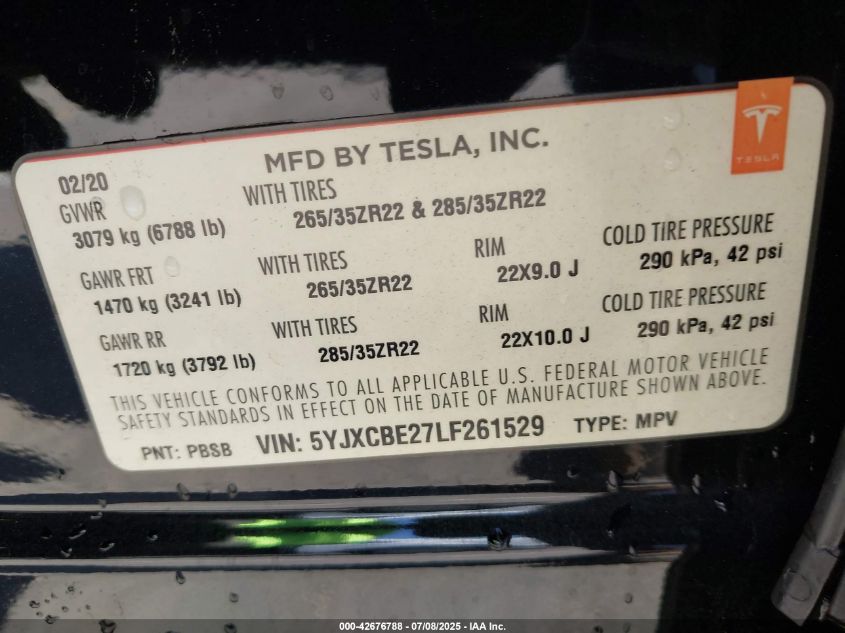 MFD BY TESLA, INC.
TESLA
02/20
GVWR WITH TIRES
3079 kg (6788 lb) 265/35ZR22 & 285/35ZR22
GAWR FRT WITH TIRES RIM COLD TIRE PRESSURE
1470 kg (3241 lb) 265/35ZR22 22X9.0 J 290 kPa, 42 psi
GAWR RR WITH TIRES RIM COLD TIRE PRESSURE
1720 kg (3792 lb) 285/35ZR22 22X10.0 J 290 kPa, 42 psi
THIS VEHICLE CONFORMS TO ALL APPLICABLE U.S. FEDERAL MOTOR VEHICLE
SAFETY STANDARDS IN EFFECT ON THE DATE OF MANUFACTURE SHOWN ABOVE.
PNT: PBSB VIN: 5YJXCBE27LF261529 TYPE: MPV
000-42676788 - 07/08/2025 - IAA Inc.